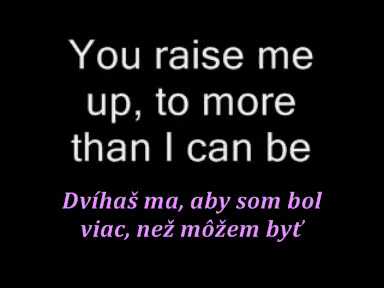 You raise me
up, to more
than I can be
Dvíhaš ma, aby som bol
viac, než môžem byť